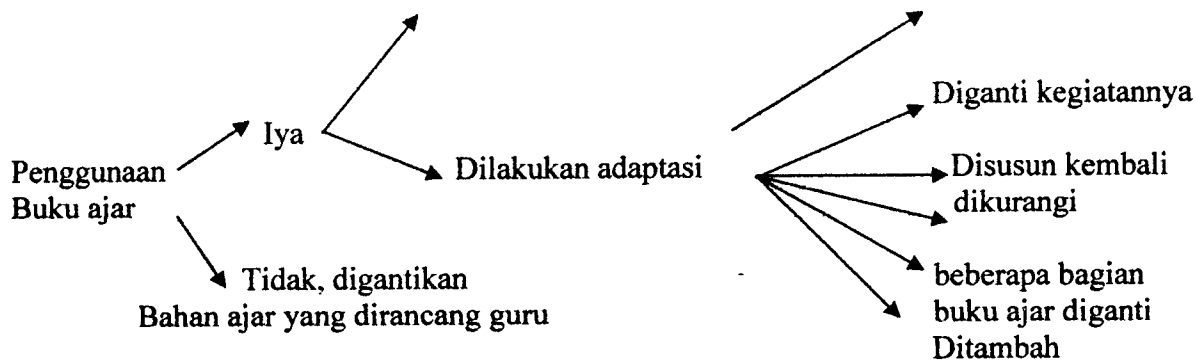 Diganti kegiatannya
Iya
Penggunaan
Buku ajar
Dilakukan adaptasi
Disusun kembali
dikurangi
Tidak, digantikan
Bahan ajar yang dirancang guru
beberapa bagian
buku ajar diganti
Ditambah